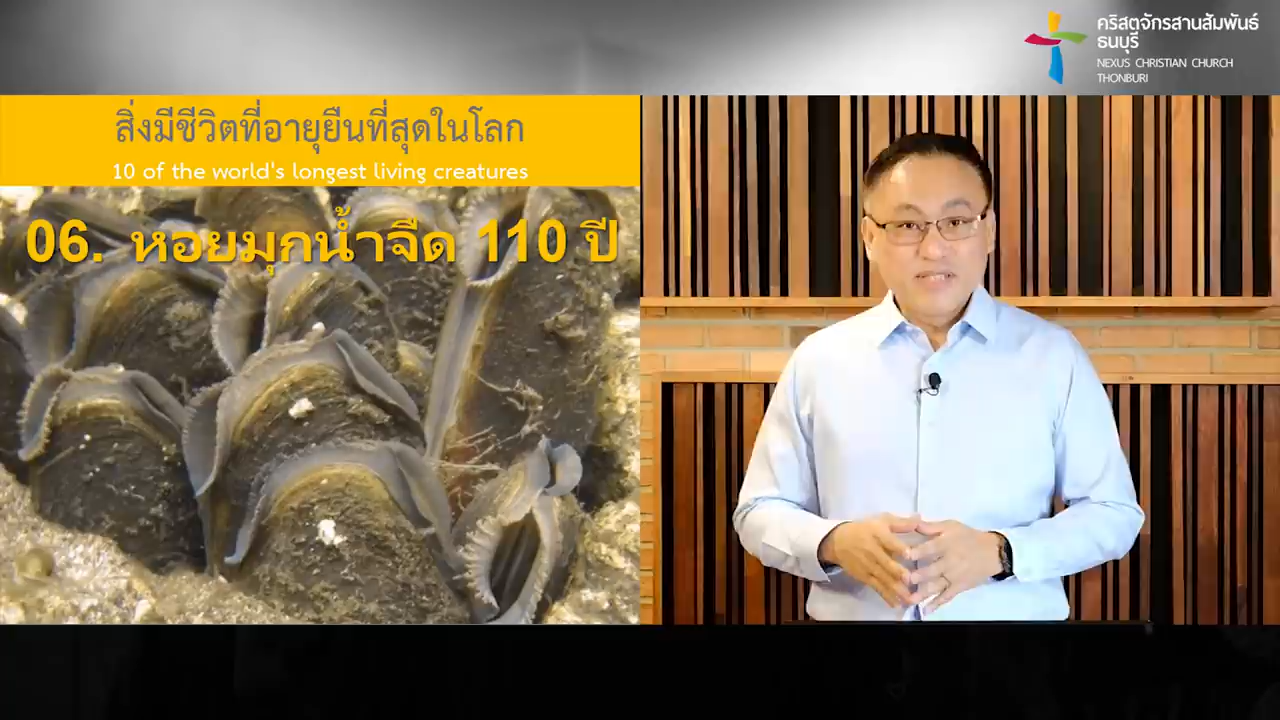 คริสตจักรสานสัมพันธ์
ธนบุรี
NEXUS CHRISTIAN CHURCH
THONBURI
สิ่งมีชีวิตที่อายุยืนที่สุดในโลก
10 of the world's longest living creatures
06. หอยมุกน้ำจืด 110 ปี